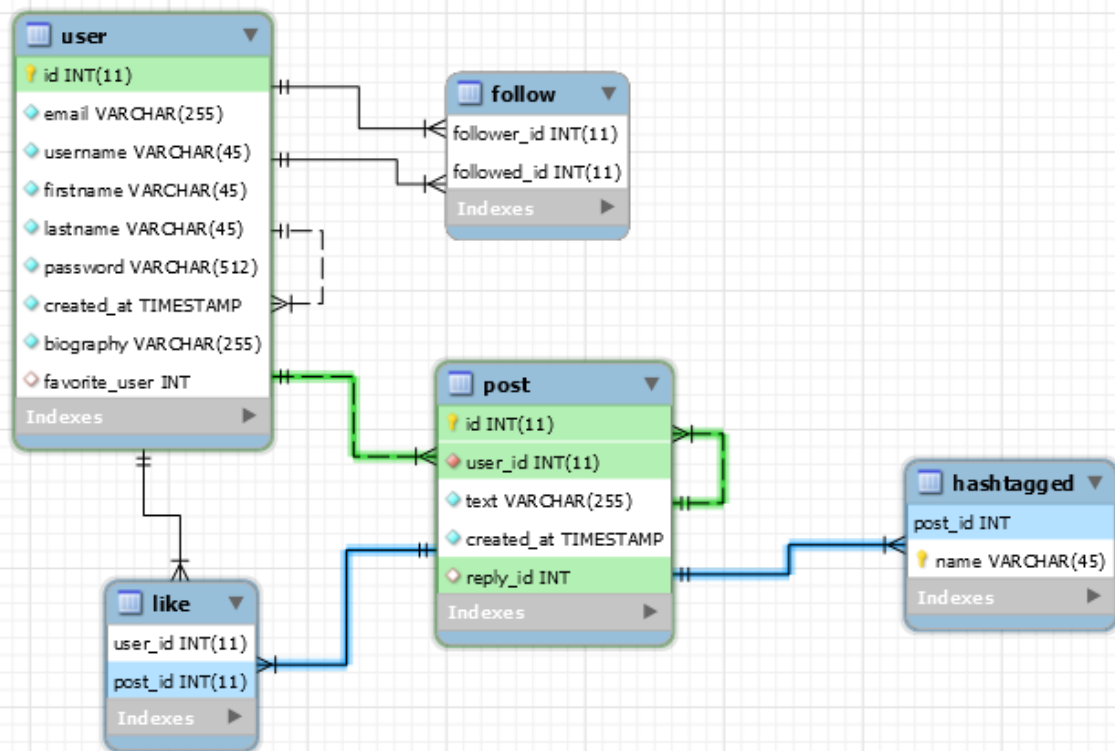 user
id INT(11)
email VARCHAR(255)
username VARCHAR(45)
firstname VARCHAR(45)
lastname VARCHAR(45)
password VARCHAR(512)
created_at TIMESTAMP
biography VARCHAR(255)
favorite_user INT
Indexes
follow
follower_id INT(11)
followed_id INT(11)
Indexes
post
id INT(11)
user_id INT(11)
text VARCHAR(255)
created_at TIMESTAMP
reply_id INT
Indexes
hashtagged
post_id INT
name VARCHAR(45)
Indexes
like
user_id INT(11)
post_id INT(11)
Indexes